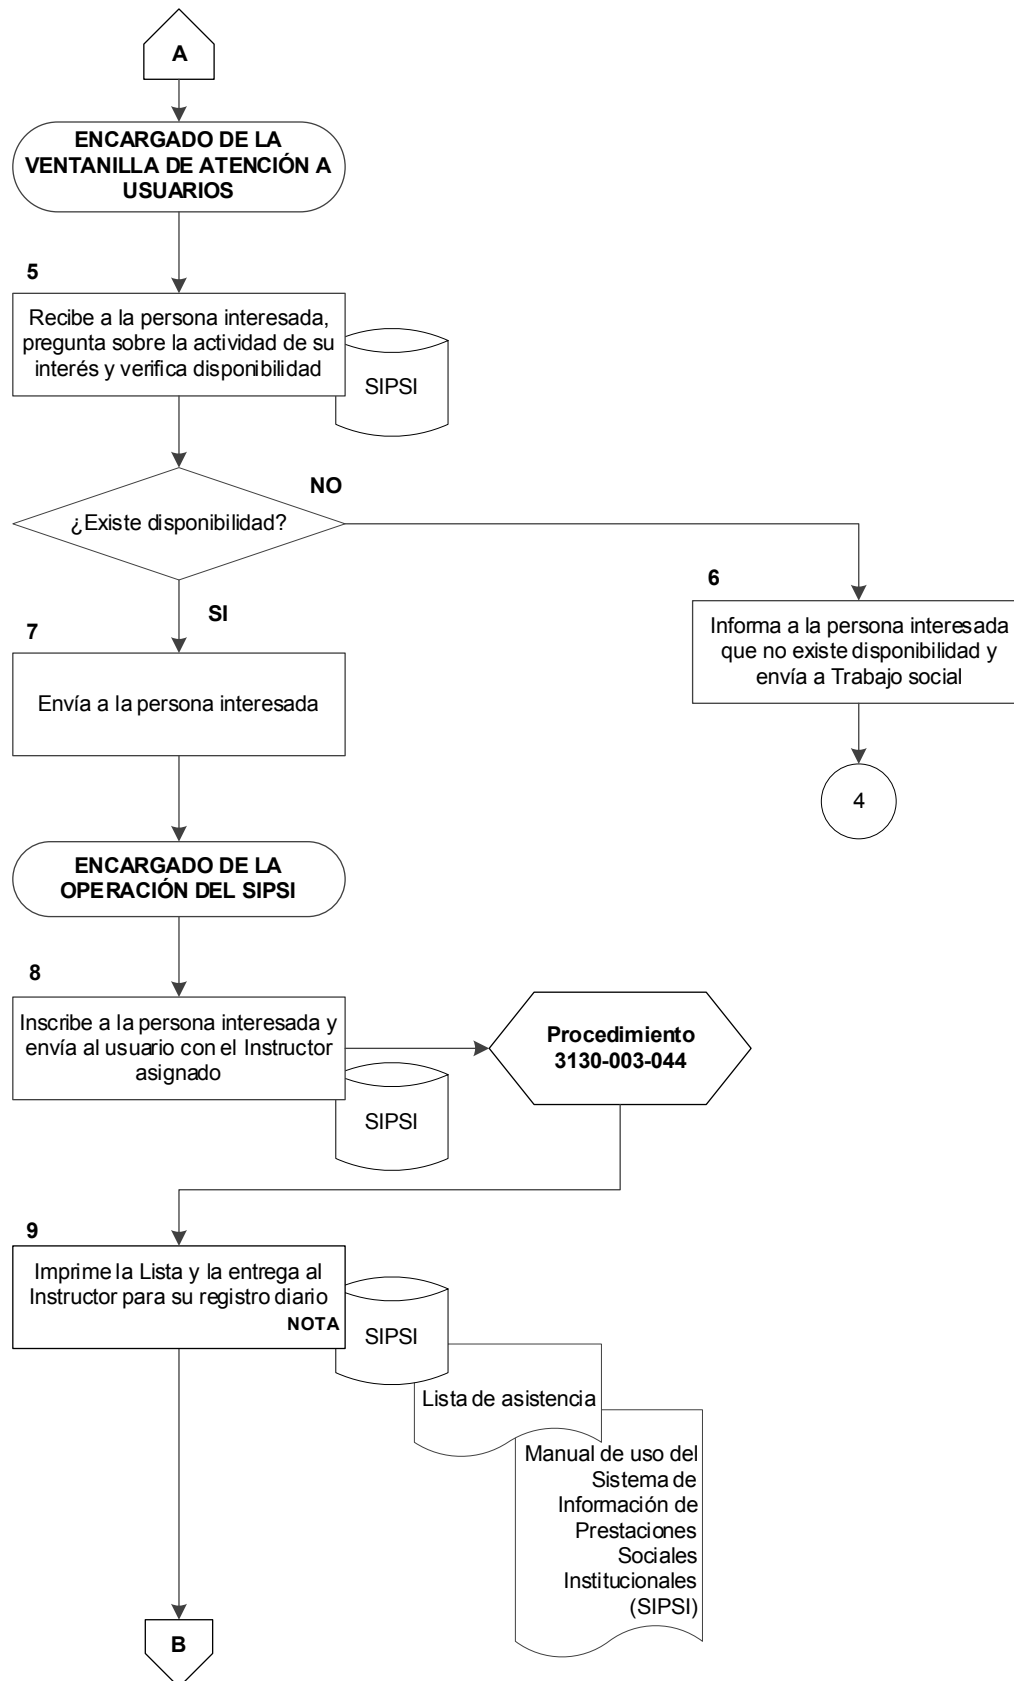 A
ENCARGADO DE LA
VENTANILLA DE ATENCIÓN A
USUARIOS
5
Recibe a la persona interesada,
pregunta sobre la actividad de su
interés y verifica disponibilidad
SIPSI
NO
¿Existe disponibilidad?
SI
6
Informa a la persona interesada
que no existe disponibilidad y
envía a Trabajo social
4
7
Envía a la persona interesada
ENCARGADO DE LA
OPERACIÓN DEL SIPSI
8
Inscribe a la persona interesada y
envía al usuario con el Instructor
asignado
SIPSI
Procedimiento
3130-003-044
9
Imprime la Lista y la entrega al
Instructor para su registro diario
NOTA
SIPSI
Lista de asistencia
Manual de uso del
Sistema de
Información de
Prestaciones
Sociales
Institucionales
(SIPSI)
B